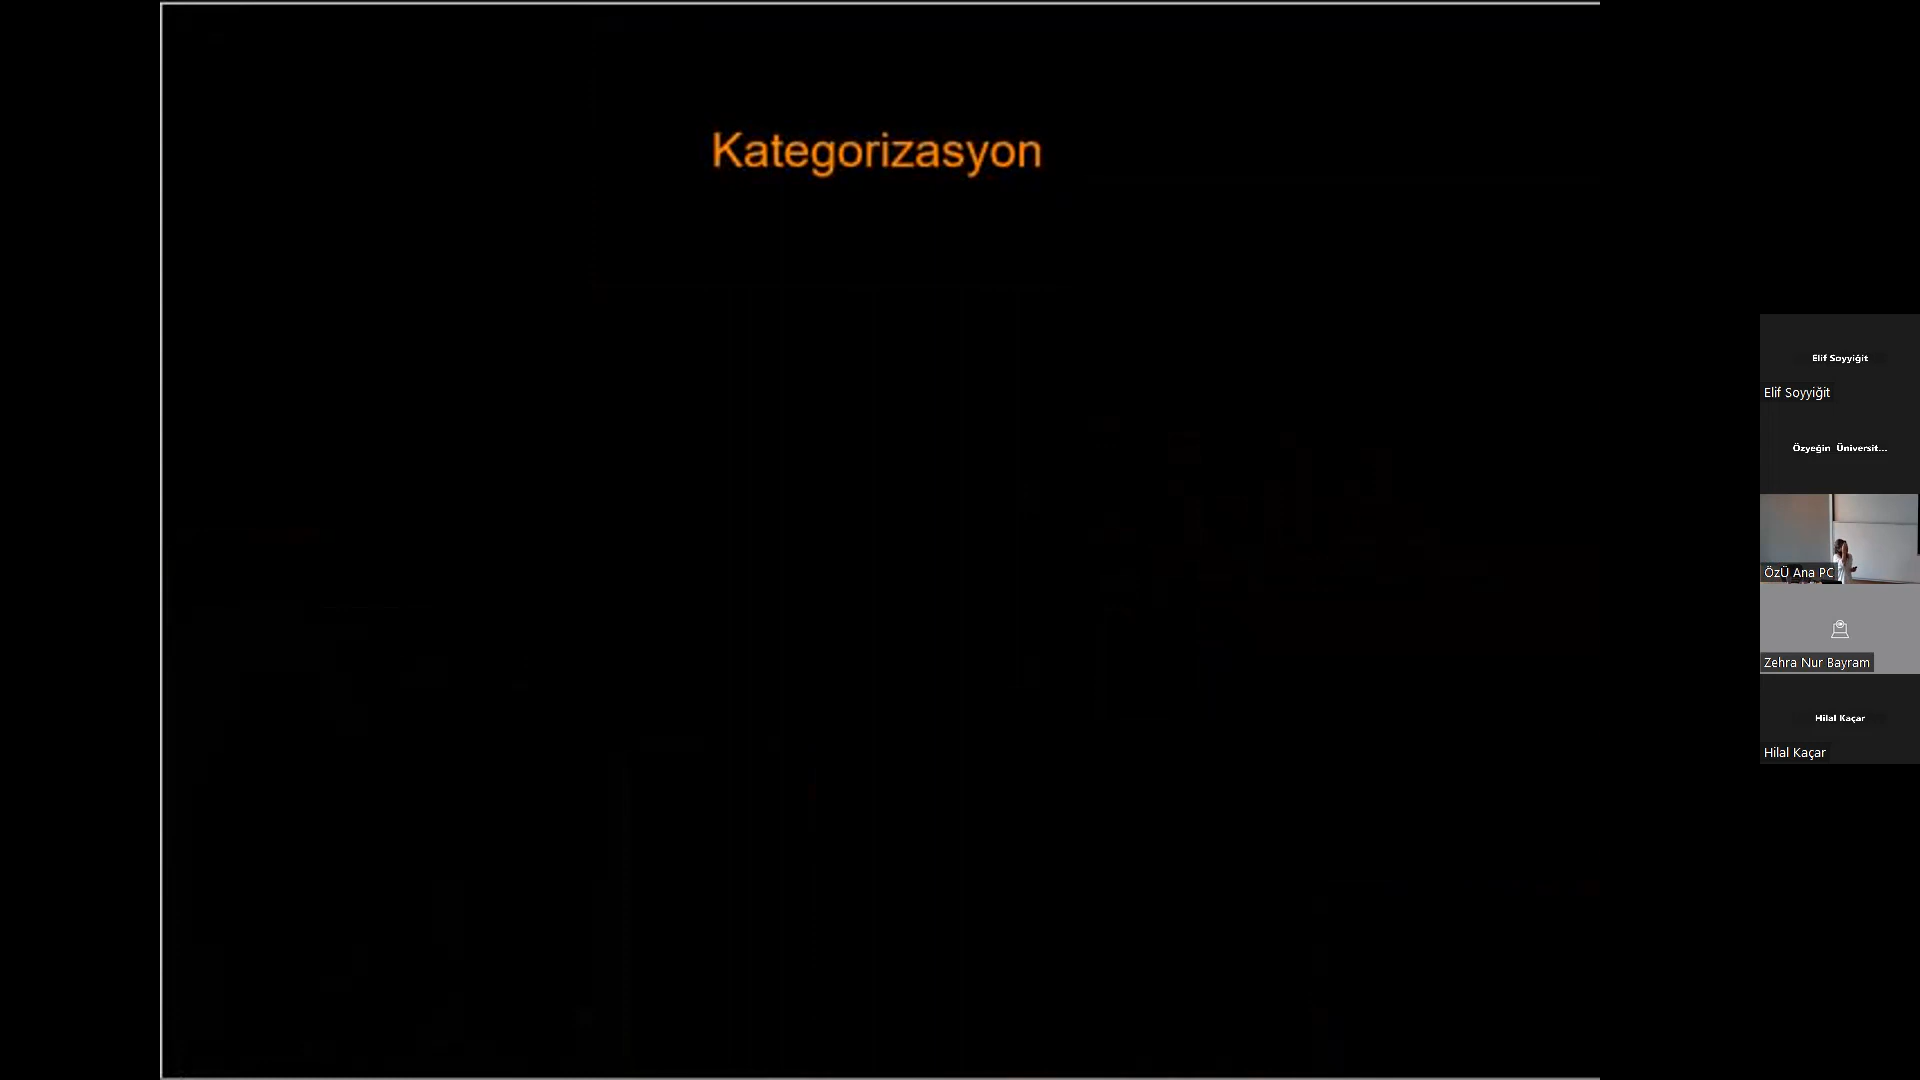 Kategorizasyon
Elif Soyyiğit
Elif Soyyiğit
Özyeğin Üniversit...
ÖzÜ Ana PC
Zehra Nur Bayram
Hilal Kaçar
Hilal Kaçar